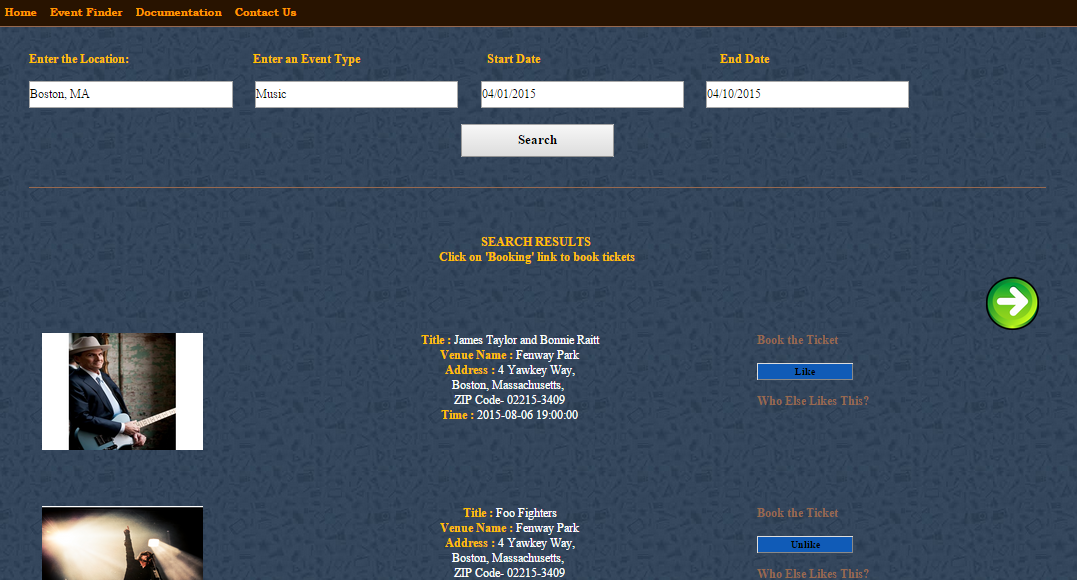 Home Event Finder Documentation Contact Us
Enter the Location: Enter an Event Type Start Date End Date
Boston, MA Music 04/01/2015 04/10/2015
Search
SEARCH RESULTS
Click on 'Booking' link to book tickets
Title : James Taylor and Bonnie Raitt
Venue Name : Fenway Park
Address : 4 Yawkey Way,
Boston, Massachusetts,
ZIP Code- 02215-3409
Time : 2015-08-06 19:00:00
Book the Ticket
Like
Who Else Likes This?
Title : Foo Fighters
Venue Name : Fenway Park
Address : 4 Yawkey Way,
Boston, Massachusetts,
ZIP Code- 02215-3409
Book the Ticket
Unlike
Who Else Likes This?